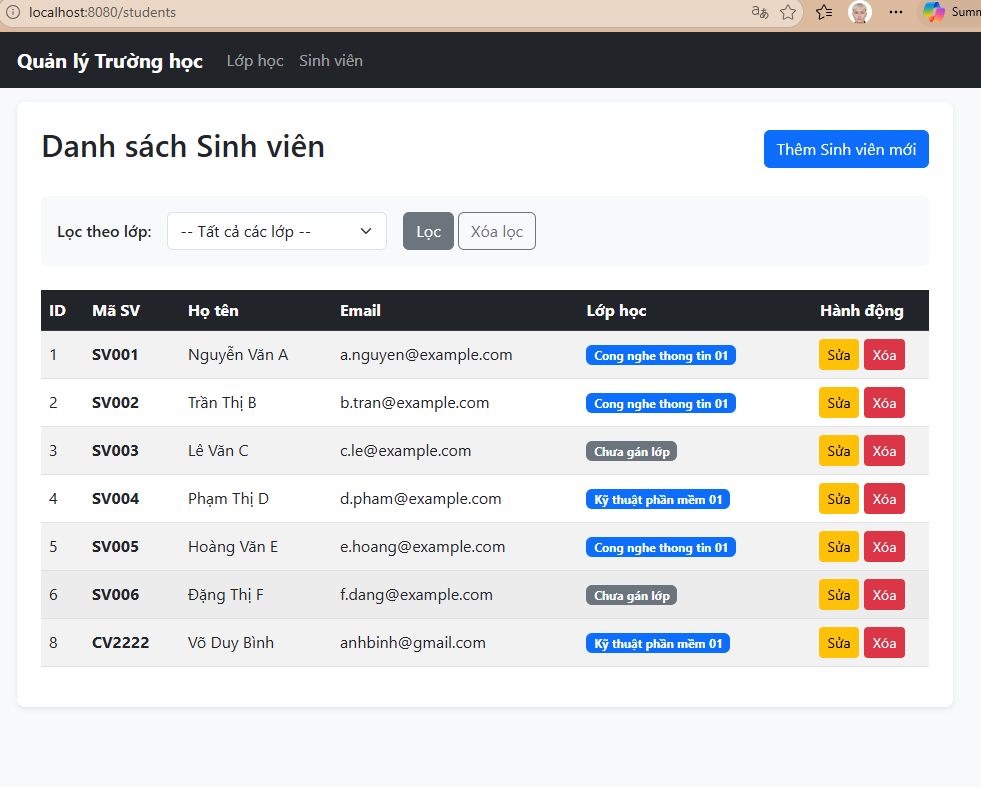 localhost:8080/students
Summ
Quản lý Trường học Lớp học Sinh viên
Danh sách Sinh viên
Thêm Sinh viên mới
Lọc theo lớp: -- Tất cả các lớp -- Lọc Xóa lọc
ID Mã SV Họ tên Email Lớp học Hành động
1 SV001 Nguyễn Văn A a.nguyen@example.com Cong nghe thong tin 01 Sửa Xóa
2 SV002 Trần Thị B b.tran@example.com Cong nghe thong tin 01 Sửa Xóa
3 SV003 Lê Văn C c.le@example.com Chưa gán lớp Sửa Xóa
4 SV004 Phạm Thị D d.pham@example.com Kỹ thuật phần mềm 01 Sửa Xóa
5 SV005 Hoàng Văn E e.hoang@example.com Cong nghe thong tin 01 Sửa Xóa
6 SV006 Đặng Thị F f.dang@example.com Chưa gán lớp Sửa Xóa
8 CV2222 Võ Duy Bình anhbinh@gmail.com Kỹ thuật phần mềm 01 Sửa Xóa